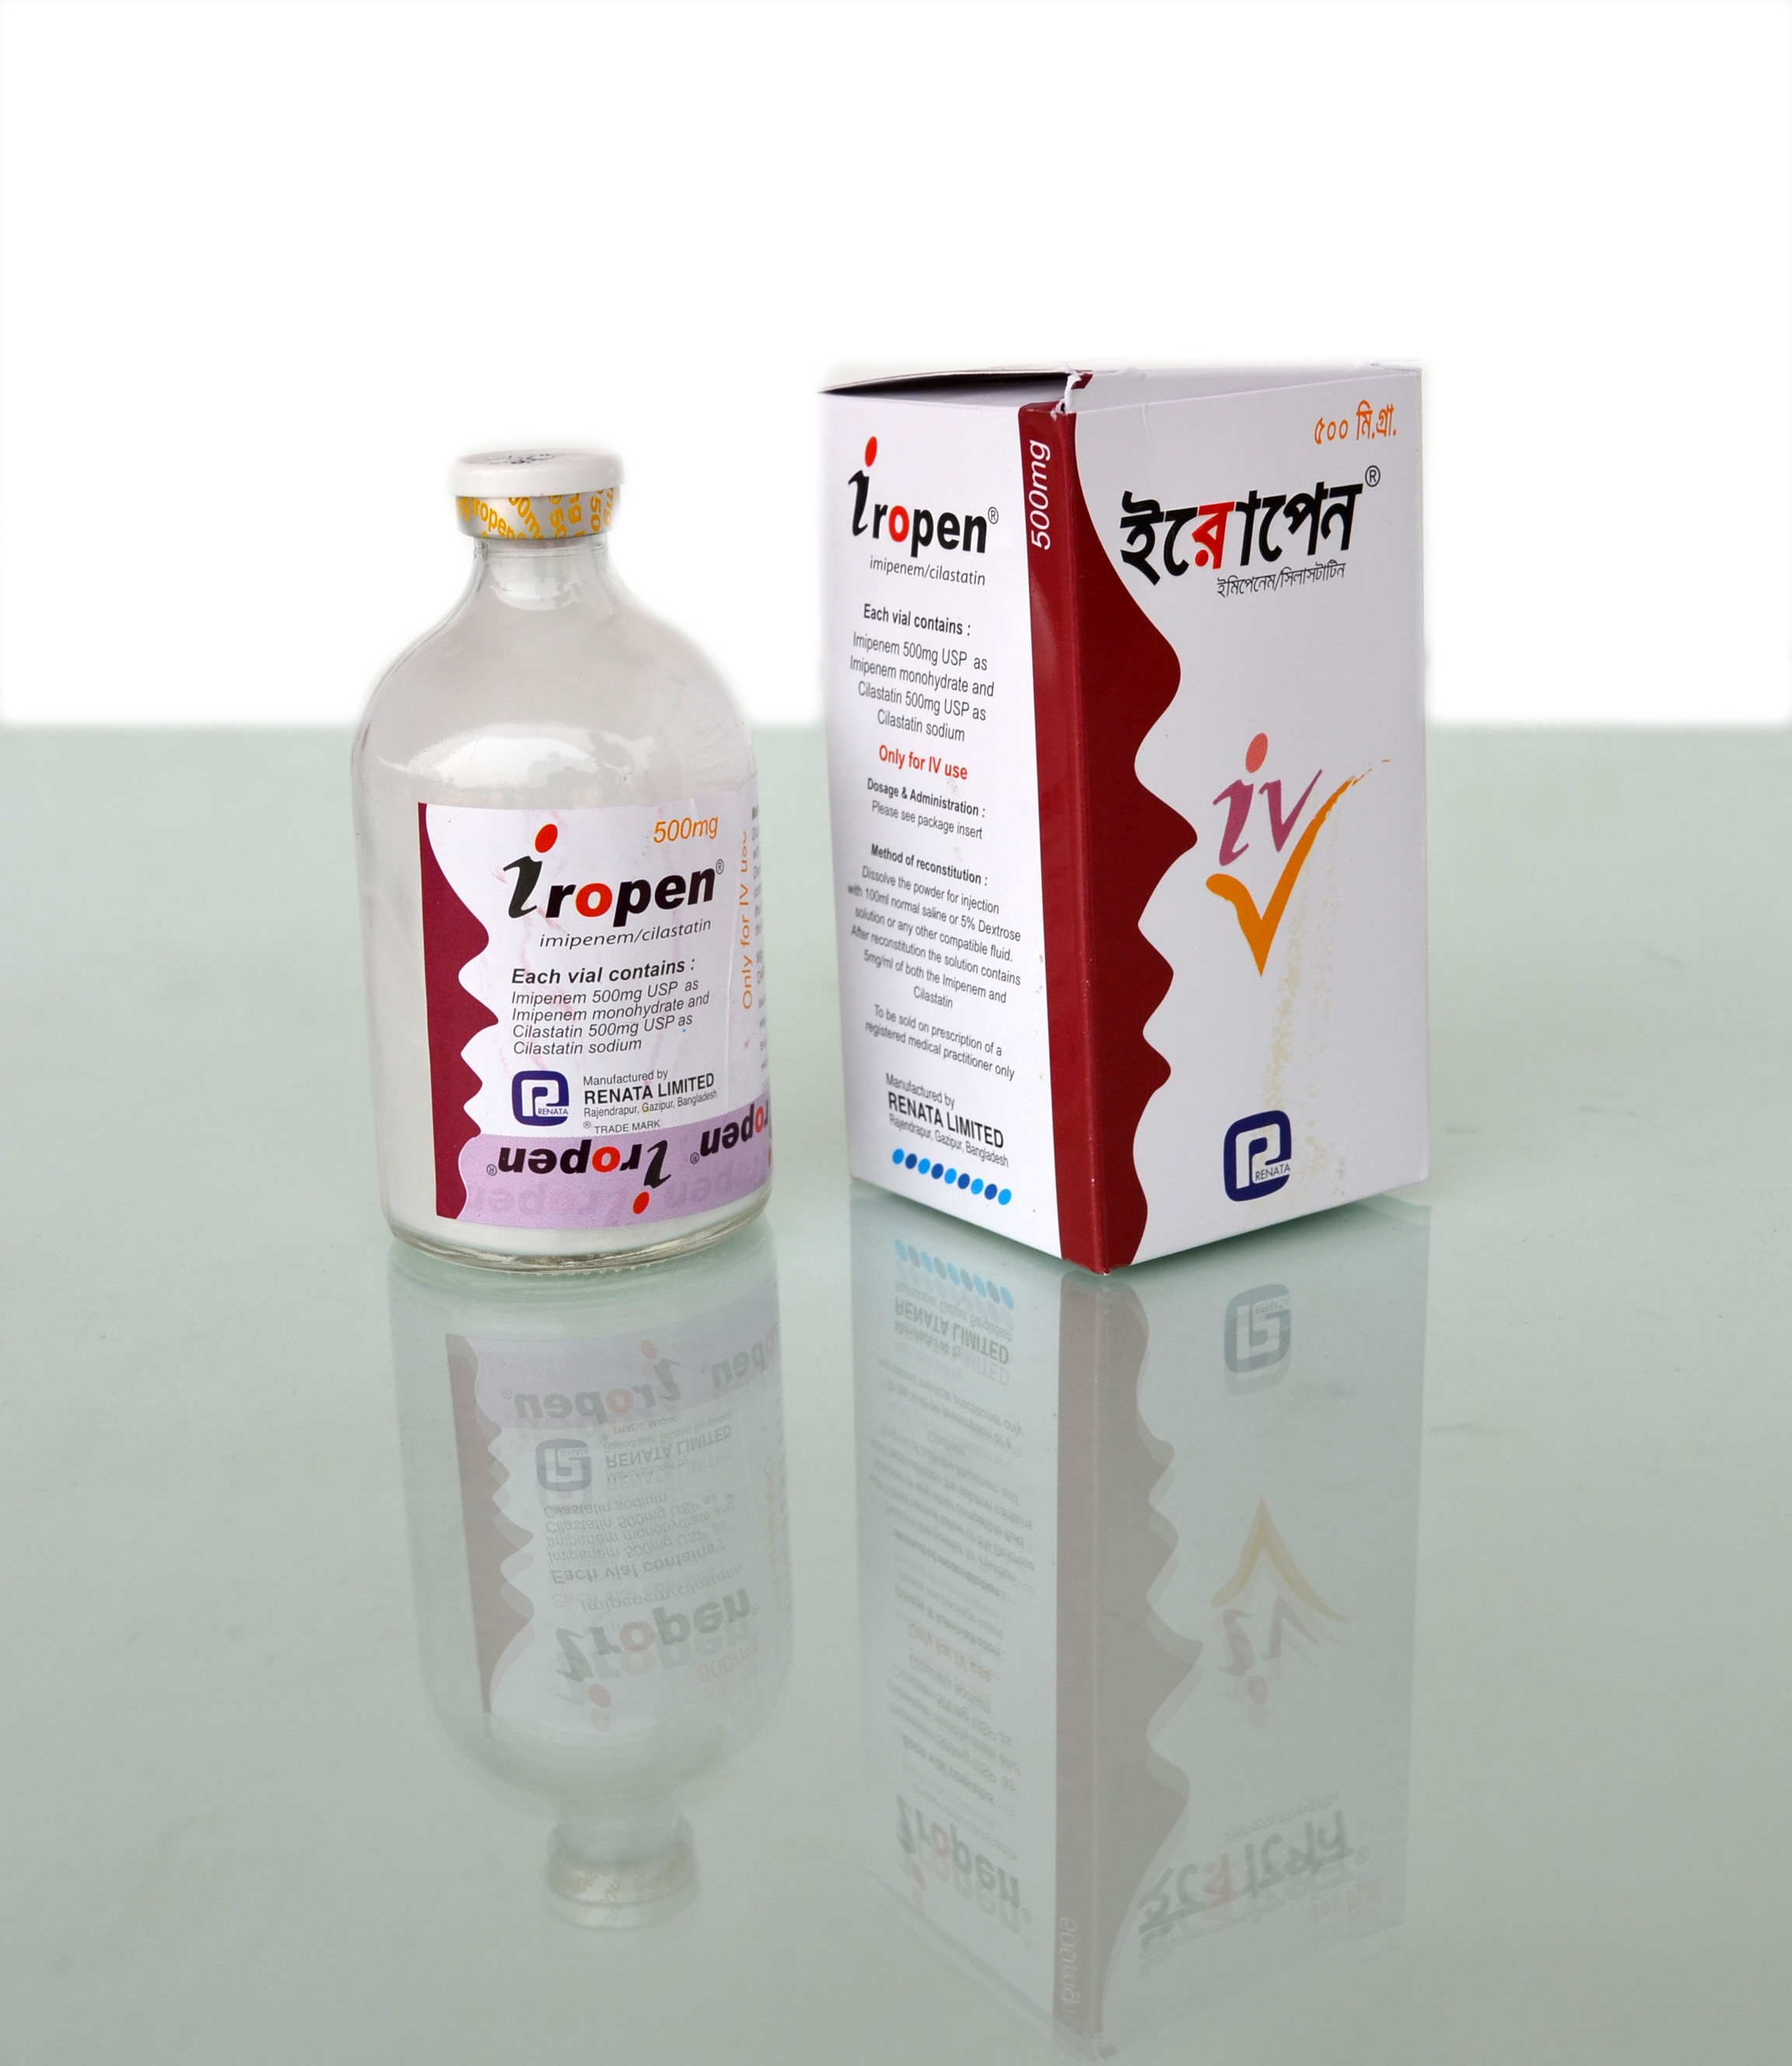 Iropen
500mg
iropen®
imipenem/cilastatin
Each vial contains :
Imipenem 500mg USP as
Imipenem monohydrate and
Cilastatin 500mg USP as
Cilastatin sodium
RENATA
Manufactured by
RENATA LIMITED
Rajendrapur, Gazipur, Bangladesh
® TRADE MARK
iropen®
Only for IV use
iropen®
imipenem/cilastatin
Each vial contains :
Imipenem 500mg USP as
Imipenem monohydrate and
Cilastatin 500mg USP as
Cilastatin sodium
Only for IV use
Dosage & Administration :
Please see package insert
Method of reconstitution :
Dissolve the powder for injection
with 100ml normal saline or 5% Dextrose
solution or any other compatible fluid.
After reconstitution the solution contains
5mg/ml of both the Imipenem and
Cilastatin
To be sold on prescription of a
registered medical practitioner only
Manufactured by
RENATA LIMITED
Rajendrapur, Gazipur, Bangladesh
500mg
৫০০ মি.গ্রা.
ইরোপেন®
ইমিপেনেম/সিলাসটাটিন
iv
RENATA